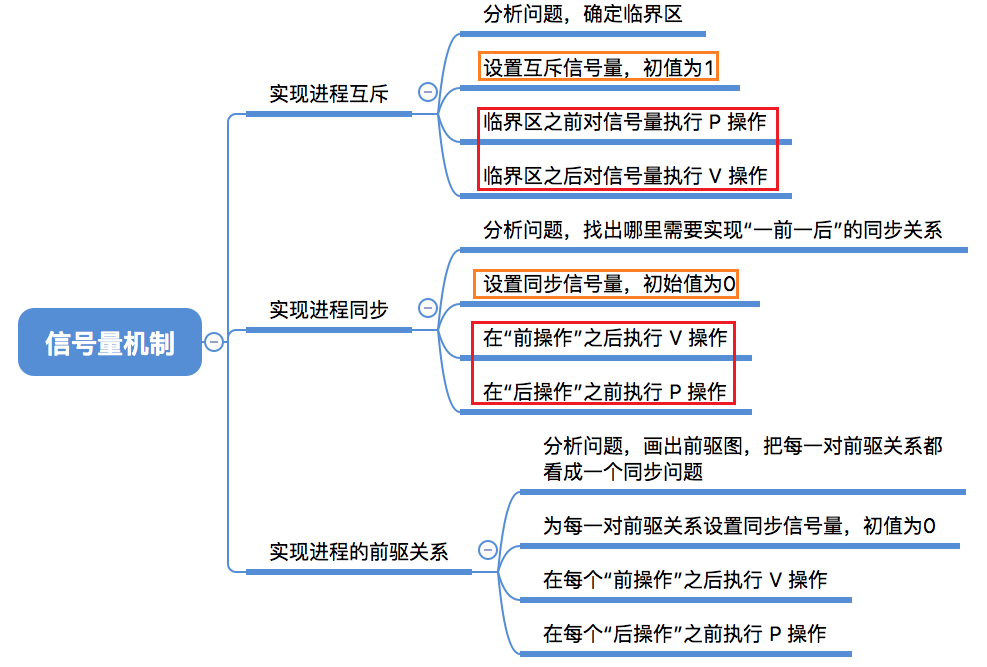 分析问题，确定临界区
设置互斥信号量，初值为1
实现进程互斥
临界区之前对信号量执行 P 操作
临界区之后对信号量执行 V 操作
分析问题，找出哪里需要实现“一前一后”的同步关系
设置同步信号量，初始值为0
实现进程同步
在“前操作”之后执行 V 操作
信号量机制
在“后操作”之前执行 P 操作
分析问题，画出前驱图，把每一对前驱关系都
看成一个同步问题
为每一对前驱关系设置同步信号量，初值为0
实现进程的前驱关系
在每个“前操作”之后执行 V 操作
在每个“后操作”之前执行 P 操作